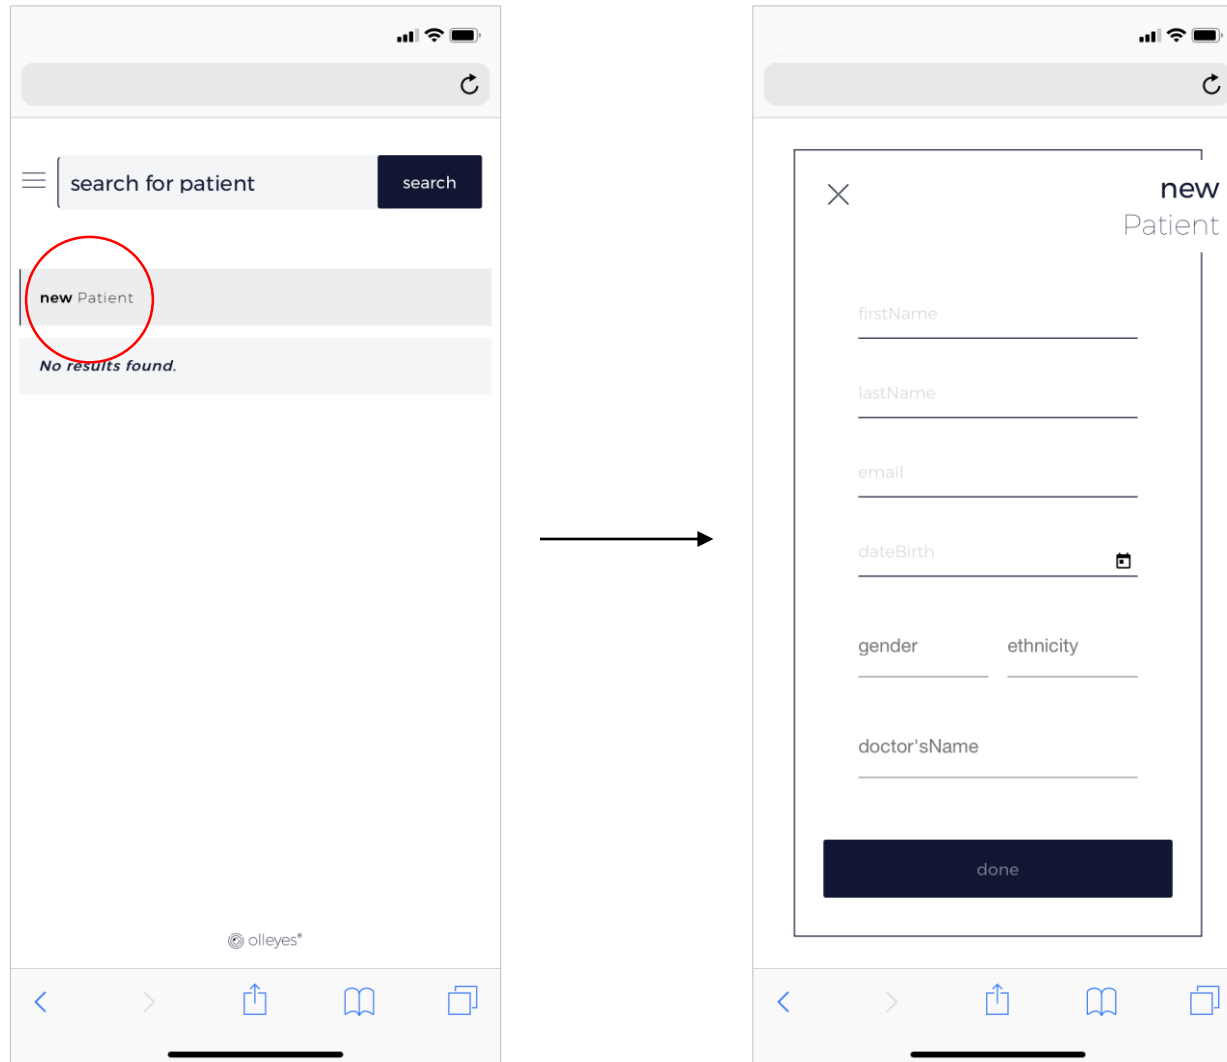 search for patient
search
new Patient
No results found.
olleyes®
new
Patient
firstName
lastName
email
dateBirth
gender ethnicity
doctor'sName
done